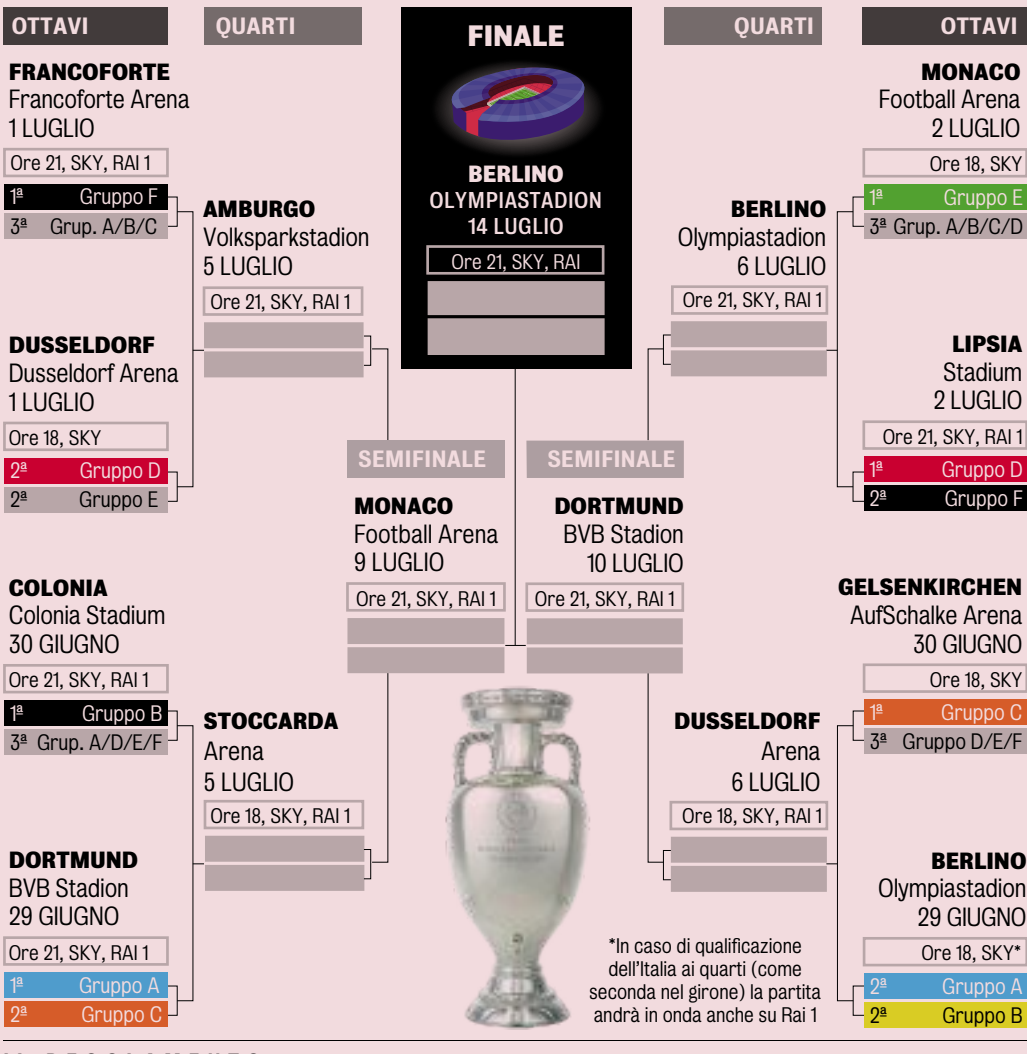 OTTAVI
QUARTI
FINALE
QUARTI
OTTAVI
FRANCOFORTE
Francoforte Arena
1 LUGLIO
Ore 21, SKY, RAI 1
1ª Gruppo F
3ª Grup. A/B/C
DUSSELDORF
Dusseldorf Arena
1 LUGLIO
Ore 18, SKY
2ª Gruppo D
2ª Gruppo E
COLONIA
Colonia Stadium
30 GIUGNO
Ore 21, SKY, RAI 1
1ª Gruppo B
3ª Grup. A/D/E/F
DORTMUND
BVB Stadion
29 GIUGNO
Ore 21, SKY, RAI 1
1ª Gruppo A
2ª Gruppo C
AMBURGO
Volksparkstadion
5 LUGLIO
Ore 21, SKY, RAI 1
STOCCARDA
Arena
5 LUGLIO
Ore 18, SKY, RAI 1
BERLINO
OLYMPIASTADION
14 LUGLIO
Ore 21, SKY, RAI
SEMIFINALE
MONACO
Football Arena
9 LUGLIO
Ore 21, SKY, RAI 1
SEMIFINALE
DORTMUND
BVB Stadion
10 LUGLIO
Ore 21, SKY, RAI 1
BERLINO
Olympiastadion
6 LUGLIO
Ore 21, SKY, RAI 1
DUSSELDORF
Arena
6 LUGLIO
Ore 18, SKY, RAI 1
*In caso di qualificazione
dell'Italia ai quarti (come
seconda nel girone) la partita
andrà in onda anche su Rai 1
MONACO
Football Arena
2 LUGLIO
Ore 18, SKY
1ª Gruppo E
3ª Grup. A/B/C/D
LIPSIA
Stadium
2 LUGLIO
Ore 21, SKY, RAI 1
1ª Gruppo D
2ª Gruppo F
GELSENKIRCHEN
AufSchalke Arena
30 GIUGNO
Ore 18, SKY
1ª Gruppo C
3ª Gruppo D/E/F
BERLINO
Olympiastadion
29 GIUGNO
Ore 18, SKY*
2ª Gruppo A
2ª Gruppo B